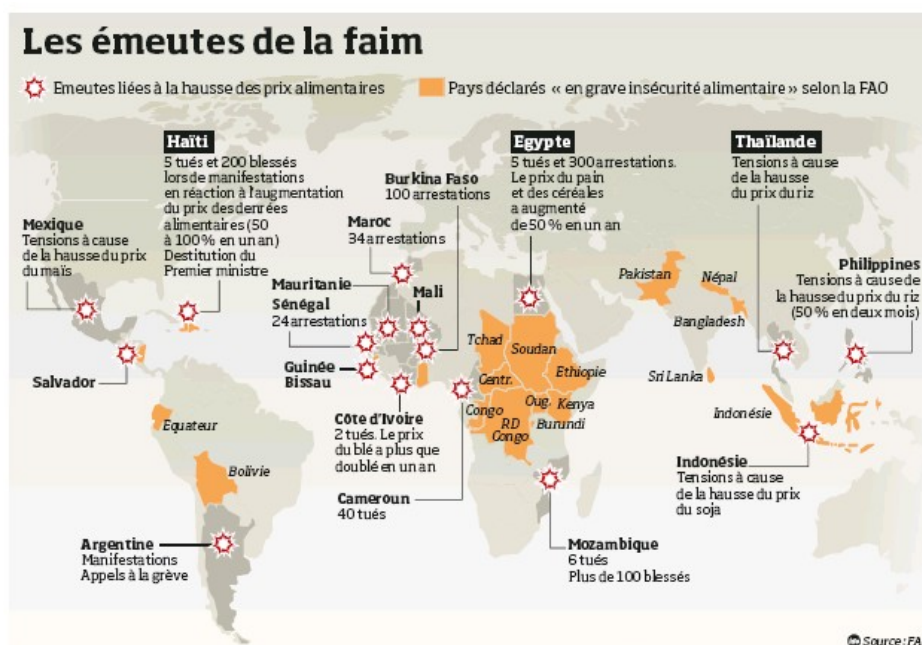 Les émeutes de la faim
Emeutes liées à la hausse des prix alimentaires
Pays déclarés « en grave insécurité alimentaire » selon la FAO
Haïti
5 tués et 200 blessés
lors de manifestations
en réaction à l'augmentation
du prix des denrées
alimentaires (50
à 100% en un an)
Destitution du
Premier ministre
Egypte
5 tués et 300 arrestations.
Le prix du pain
et des céréales
a augmenté
de 50% en un an
Thaïlande
Tensions à cause
de la hausse
du prix du riz
Burkina Faso
100 arrestations
Mexique
Tensions à cause
de la hausse du prix
du maïs
Maroc
34 arrestations
Mauritanie
Sénégal
24 arrestations
Mali
Pakistan
Népal
Bangladesh
Philippines
Tensions à cause de
la hausse du prix du riz
(50% en deux mois)
Salvador
Guinée
Bissau
Tchad
Soudan
Ethiopie
Centr.
Congo
Oug.
Kenya
RD
Congo
Burundi
Sri Lanka
Indonésie
Equateur
Bolivie
Côte d'Ivoire
2 tués. Le prix
du blé a plus que
doublé en un an
Cameroun
40 tués
Indonésie
Tensions à cause
de la hausse du prix
du soja
Argentine
Manifestations
Appels à la grève
Mozambique
6 tués
Plus de 100 blessés
Source: FA